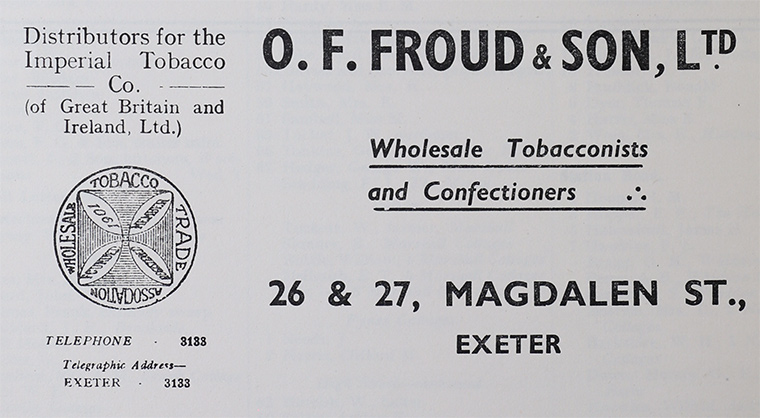 Distributors for the
Imperial Tobacco
Co.
(of Great Britain and
Ireland, Ltd.)
WHOLESALE TOBACCO TRADE ASSOCIATION
1901
TELEPHONE · 3133
Telegraphic Address—
EXETER · 3133
O. F. FROUD & SON, LTD.
Wholesale Tobacconists
and Confectioners ∴
26 & 27, MAGDALEN ST.,
EXETER